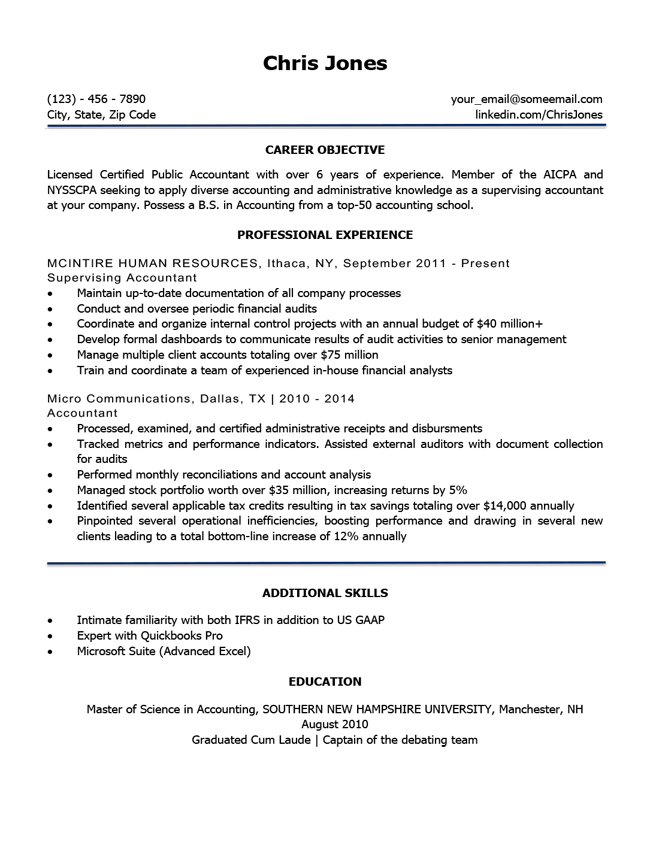 Chris Jones
(123) - 456 - 7890 your_email@someemail.com
City, State, Zip Code linkedin.com/ChrisJones
CAREER OBJECTIVE
Licensed Certified Public Accountant with over 6 years of experience. Member of the AICPA and
NYSSCPA seeking to apply diverse accounting and administrative knowledge as a supervising accountant
at your company. Possess a B.S. in Accounting from a top-50 accounting school.
PROFESSIONAL EXPERIENCE
MCINTIRE HUMAN RESOURCES, Ithaca, NY, September 2011 - Present
Supervising Accountant
• Maintain up-to-date documentation of all company processes
• Conduct and oversee periodic financial audits
• Coordinate and organize internal control projects with an annual budget of $40 million+
• Develop formal dashboards to communicate results of audit activities to senior management
• Manage multiple client accounts totaling over $75 million
• Train and coordinate a team of experienced in-house financial analysts
Micro Communications, Dallas, TX | 2010 - 2014
Accountant
• Processed, examined, and certified administrative receipts and disbursments
• Tracked metrics and performance indicators. Assisted external auditors with document collection
for audits
• Performed monthly reconciliations and account analysis
• Managed stock portfolio worth over $35 million, increasing returns by 5%
• Identified several applicable tax credits resulting in tax savings totaling over $14,000 annually
• Pinpointed several operational inefficiencies, boosting performance and drawing in several new
clients leading to a total bottom-line increase of 12% annually
ADDITIONAL SKILLS
• Intimate familiarity with both IFRS in addition to US GAAP
• Expert with Quickbooks Pro
• Microsoft Suite (Advanced Excel)
EDUCATION
Master of Science in Accounting, SOUTHERN NEW HAMPSHIRE UNIVERSITY, Manchester, NH
August 2010
Graduated Cum Laude | Captain of the debating team